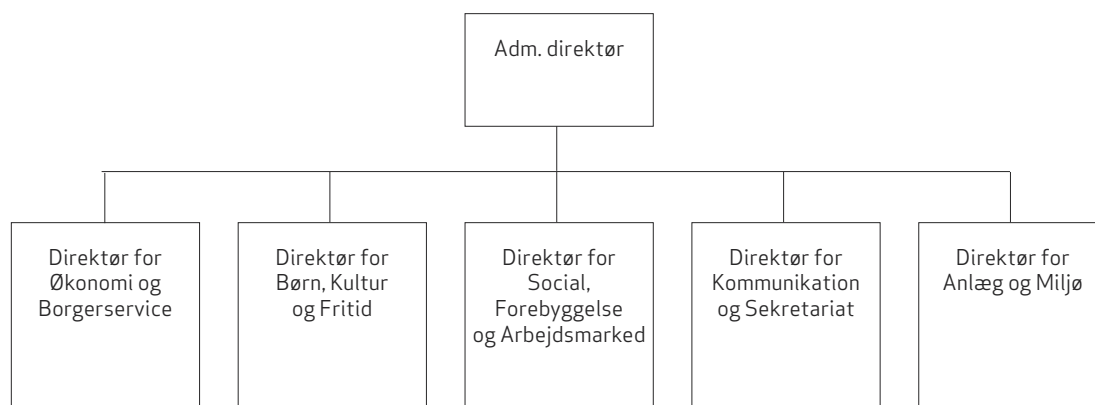 Adm. direktør
Direktør for
Økonomi og
Borgerservice
Direktør for
Børn, Kultur
og Fritid
Direktør for
Social,
Forebyggelse
og Arbejdsmarked
Direktør for
Kommunikation
og Sekretariat
Direktør for
Anlæg og Miljø